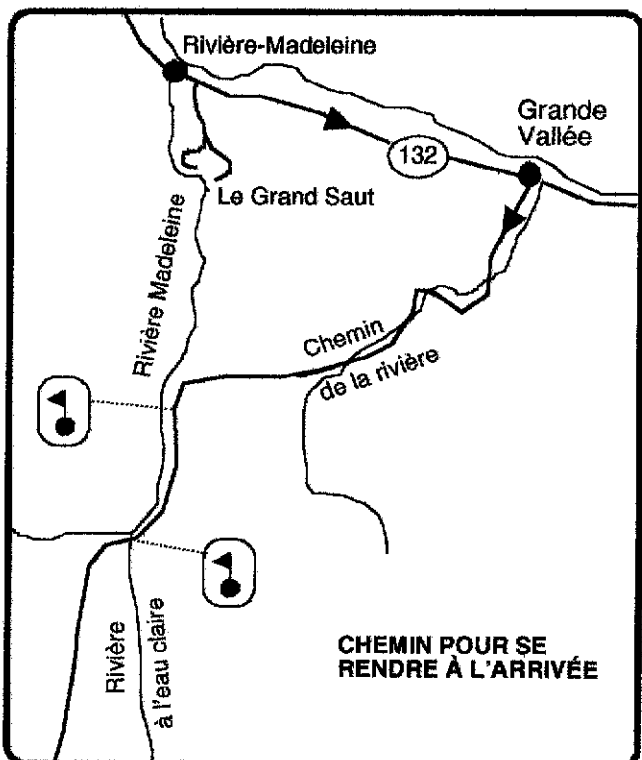 Rivière-Madeleine
Grande
Vallée
132
Le Grand Saut
Rivière Madeleine
Chemin
de la rivière
Rivière
à l'eau claire
CHEMIN POUR SE
RENDRE À L'ARRIVÉE